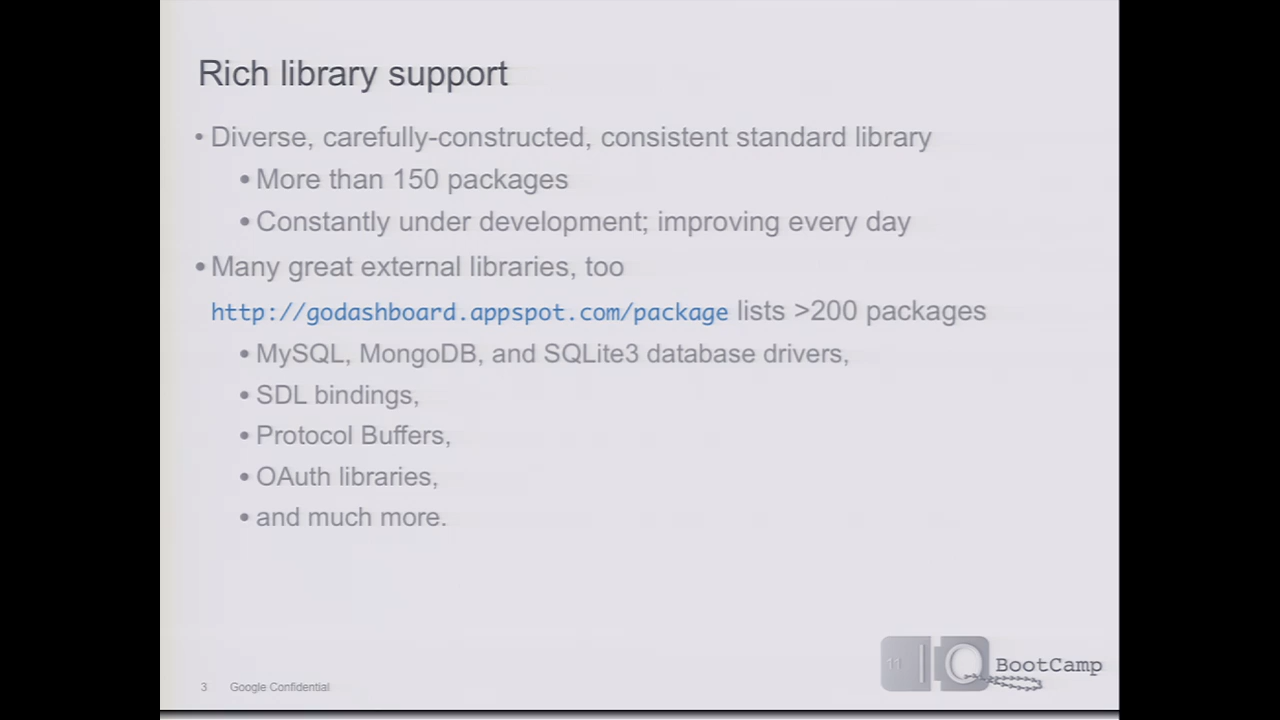 Rich library support
• Diverse, carefully-constructed, consistent standard library
• More than 150 packages
• Constantly under development; improving every day
• Many great external libraries, too
http://godashboard.appspot.com/package lists >200 packages
• MySQL, MongoDB, and SQLite3 database drivers,
• SDL bindings,
• Protocol Buffers,
• OAuth libraries,
• and much more.
11 IO BootCamp
3 Google Confidential